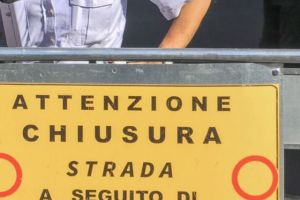 ATTENZIONE
CHIUSURA
STRADA
A SEGUITO DI